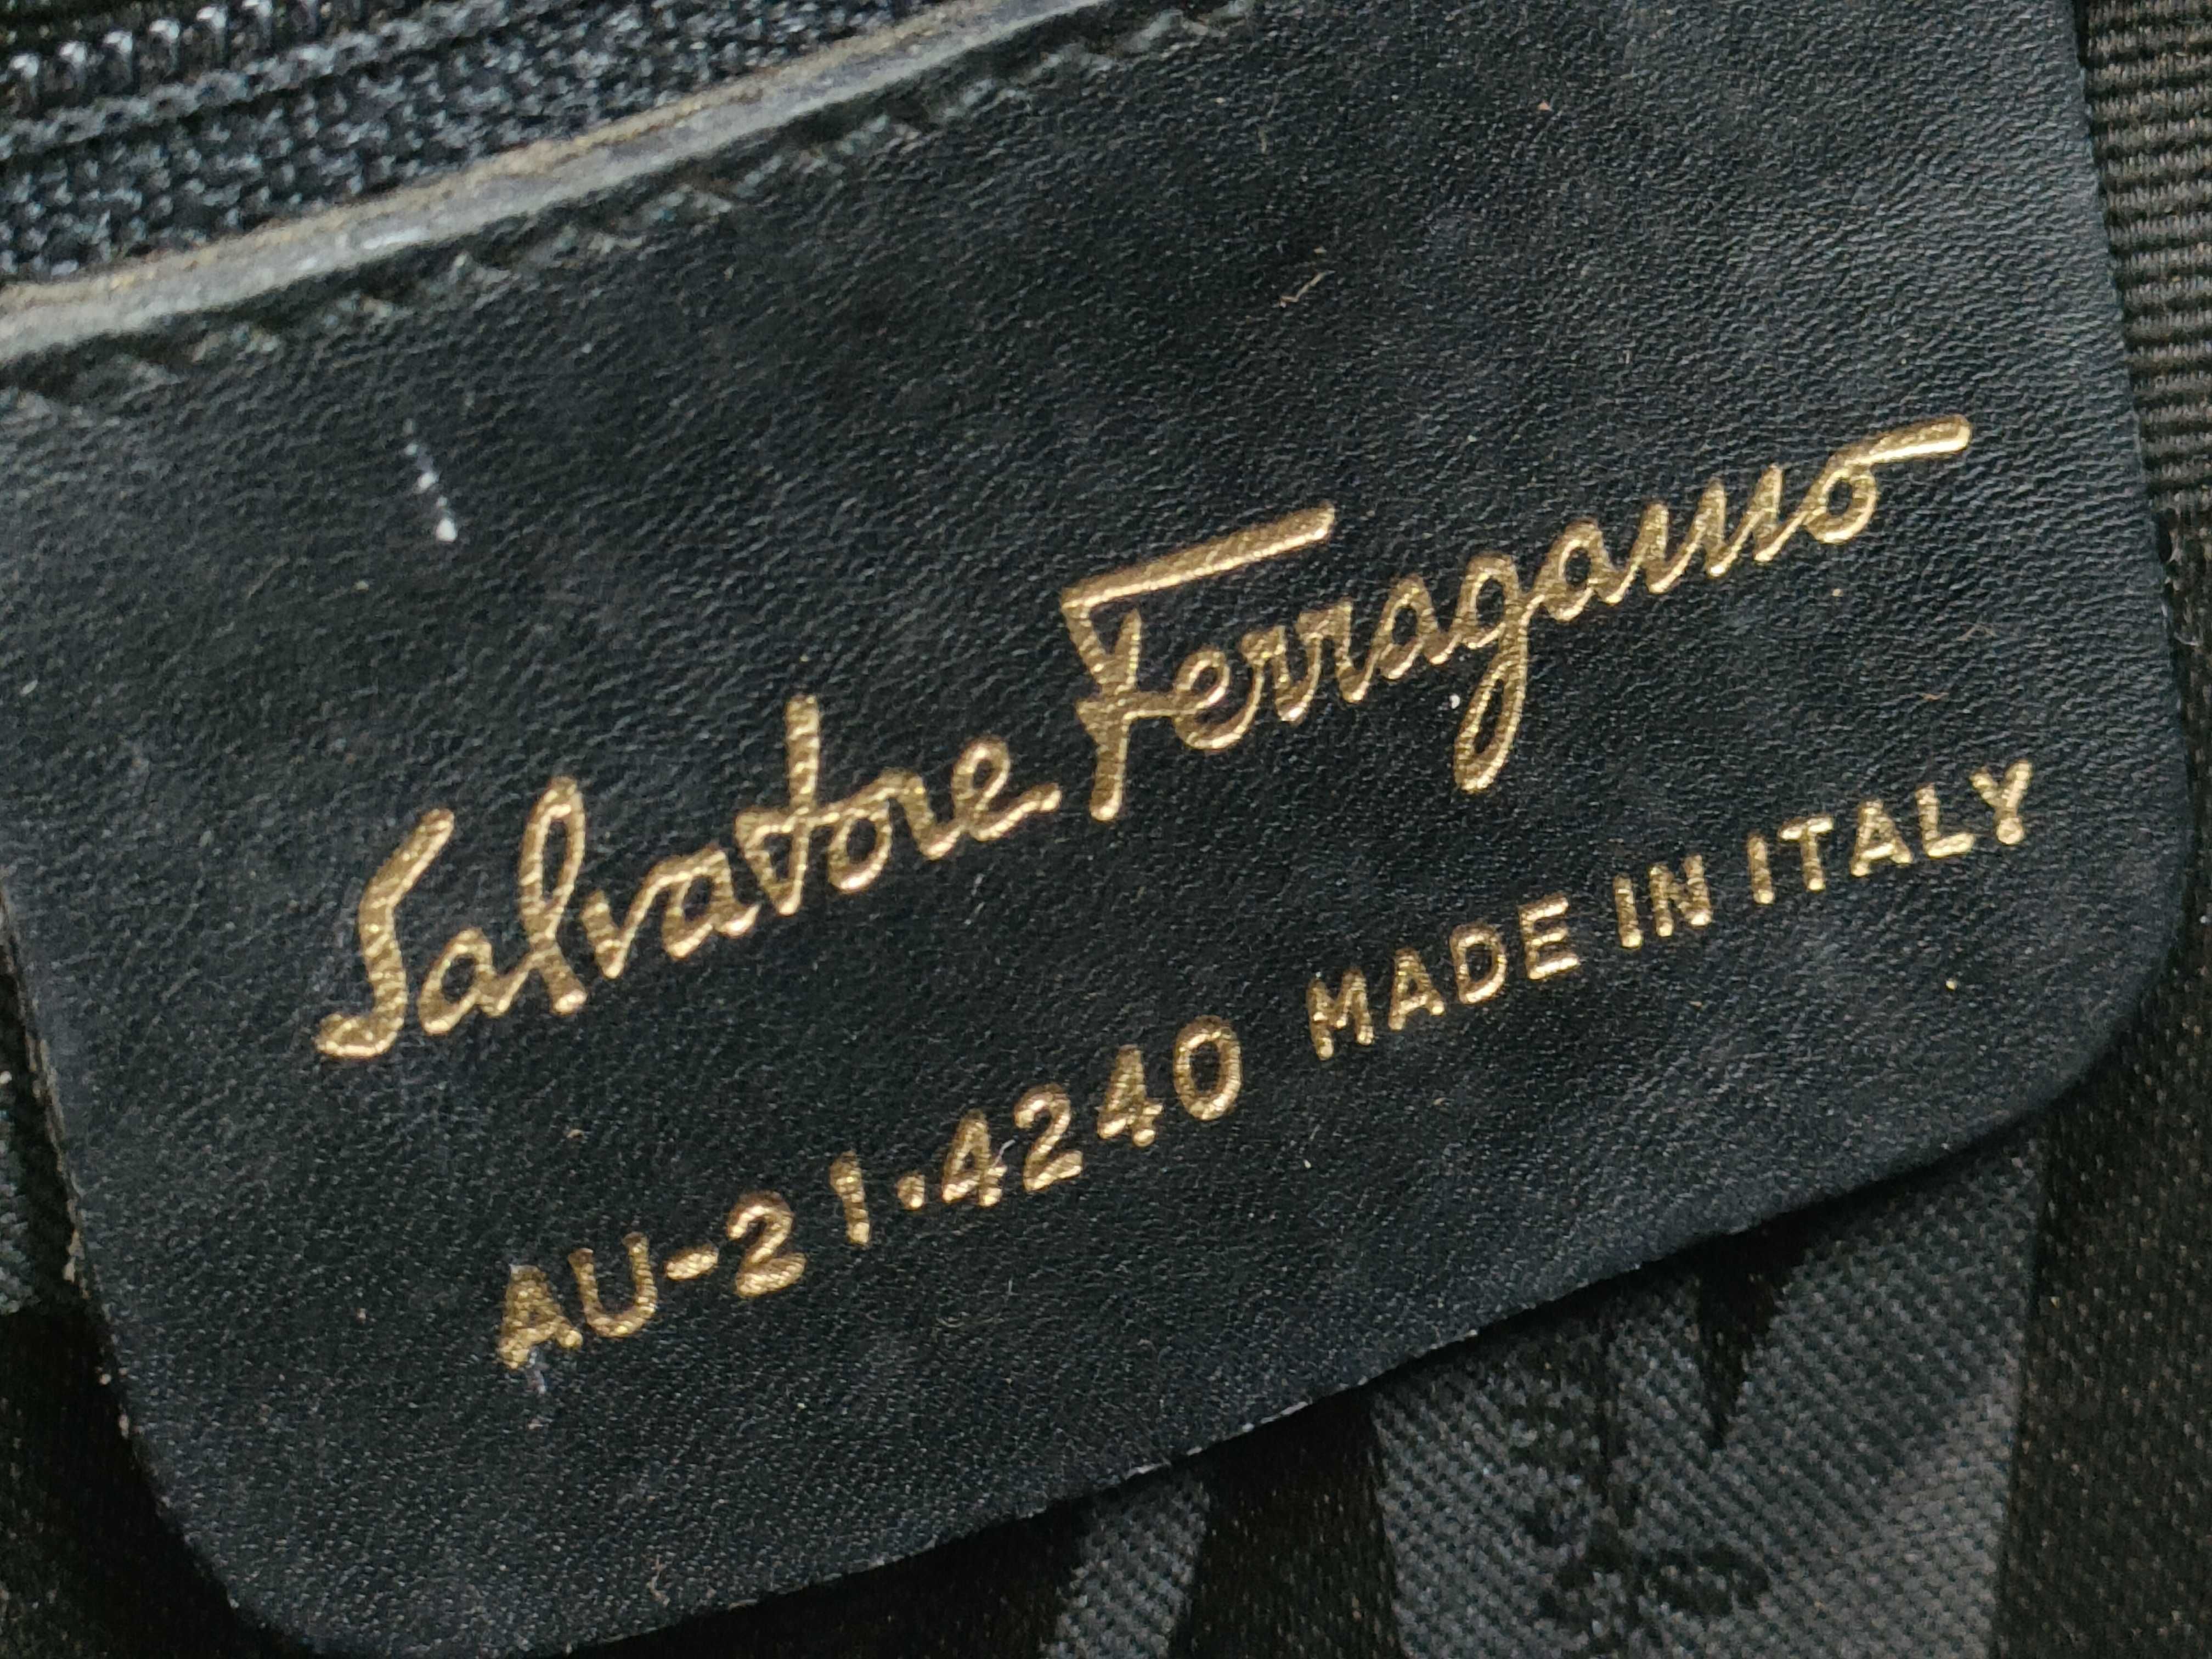 Salvatore Ferragamo
AU-21·4240 MADE IN ITALY